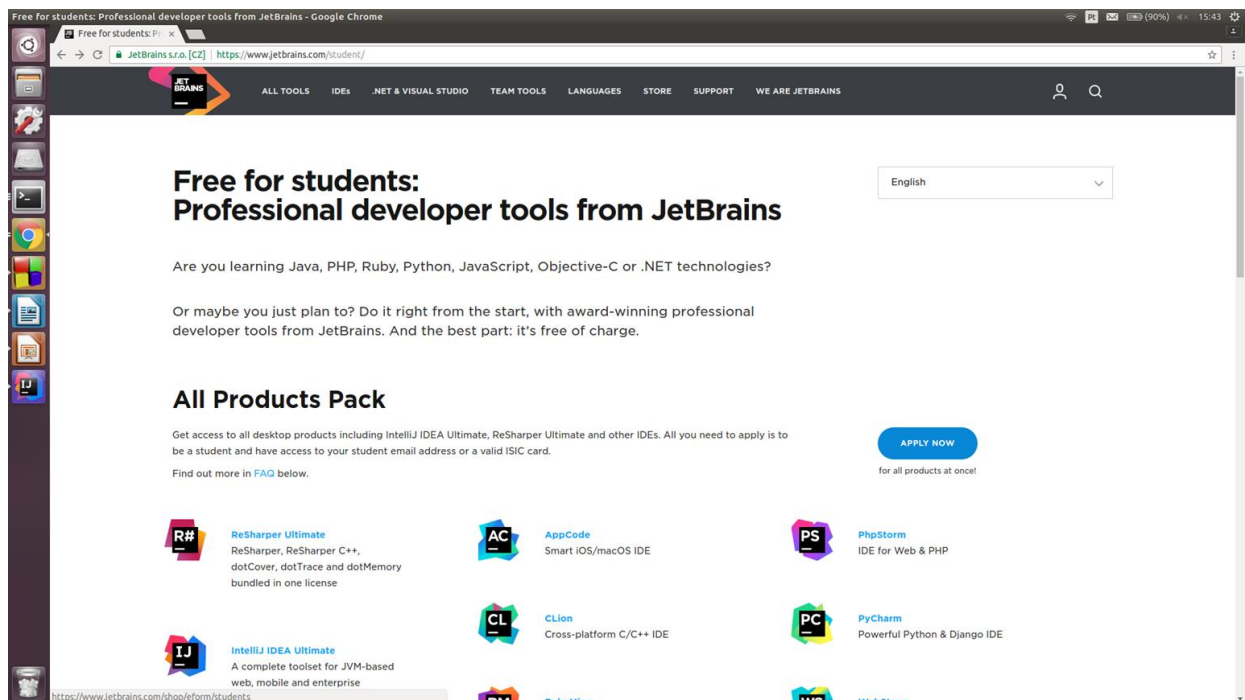 Free for students: Professional developer tools from JetBrains - Google Chrome
Pt
(90%)
15:43
Free for students: Pr
JetBrains s.r.o. [CZ] | https://www.jetbrains.com/student/
JET
BRAINS
ALL TOOLS IDEs .NET & VISUAL STUDIO TEAM TOOLS LANGUAGES STORE SUPPORT WE ARE JETBRAINS
Free for students:
Professional developer tools from JetBrains
English
Are you learning Java, PHP, Ruby, Python, JavaScript, Objective-C or .NET technologies?
Or maybe you just plan to? Do it right from the start, with award-winning professional
developer tools from JetBrains. And the best part: it's free of charge.
All Products Pack
Get access to all desktop products including IntelliJ IDEA Ultimate, ReSharper Ultimate and other IDEs. All you need to apply is to
be a student and have access to your student email address or a valid ISIC card.
Find out more in FAQ below.
APPLY NOW
for all products at once!
R#
ReSharper Ultimate
ReSharper, ReSharper C++,
dotCover, dotTrace and dotMemory
bundled in one license
AC
AppCode
Smart iOS/macOS IDE
PS
PhpStorm
IDE for Web & PHP
CL
CLion
Cross-platform C/C++ IDE
PC
PyCharm
Powerful Python & Django IDE
IJ
IntelliJ IDEA Ultimate
A complete toolset for JVM-based
web, mobile and enterprise
https://www.jetbrains.com/shop/eform/students